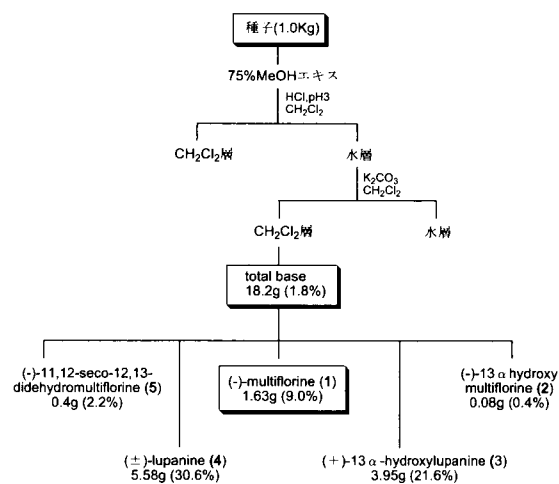 種子(1.0Kg)
75%MeOHエキス
HCl,pH3
CH2Cl2
CH2Cl2層
水層
K2CO3
CH2Cl2
CH2Cl2層
水層
total base
18.2g (1.8%)
(-)-11,12-seco-12,13-
didehydromultiflorine (5)
0.4g (2.2%)
(-)-multiflorine (1)
1.63g (9.0%)
(-)-13αhydroxy
multiflorine (2)
0.08g (0.4%)
(±)-lupanine (4)
5.58g (30.6%)
(+)-13α-hydroxylupanine (3)
3.95g (21.6%)